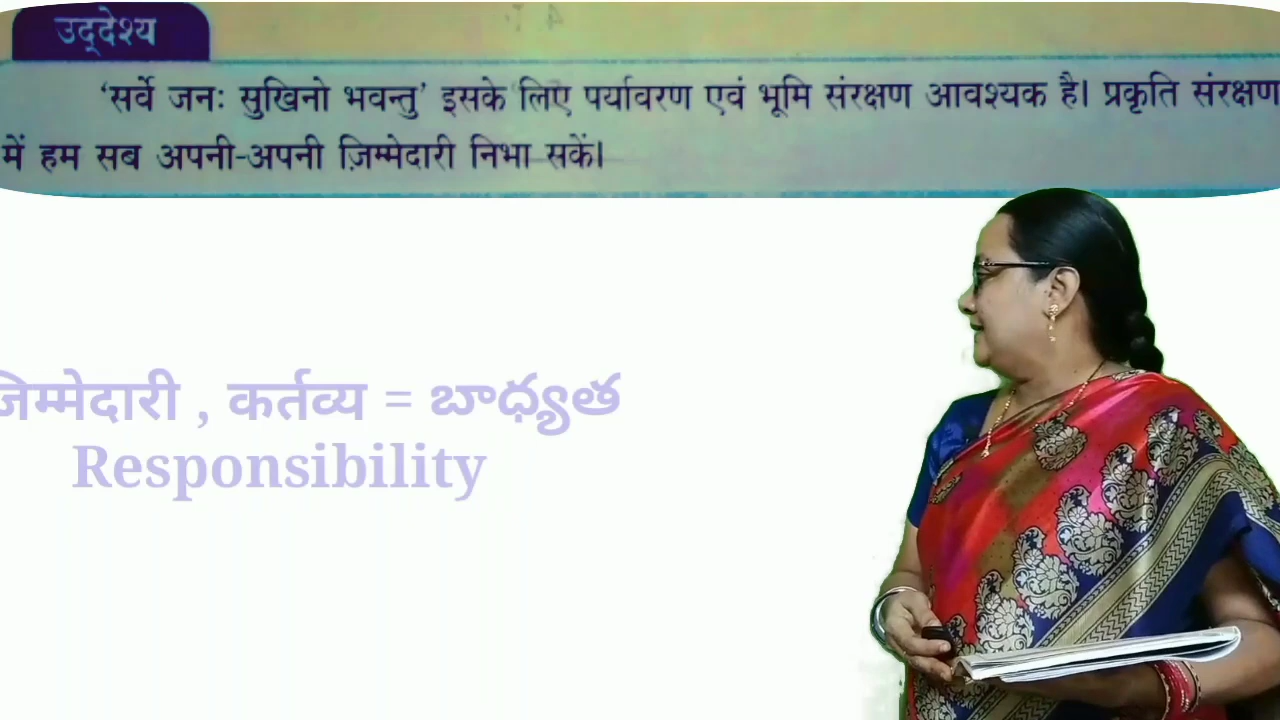 उद्देश्य
'सर्वे जनः सुखिनो भवन्तु' इसके लिए पर्यावरण एवं भूमि संरक्षण आवश्यक है। प्रकृति संरक्षण
में हम सब अपनी-अपनी ज़िम्मेदारी निभा सकें।
जिम्मेदारी , कर्तव्य = బాధ్యత
Responsibility